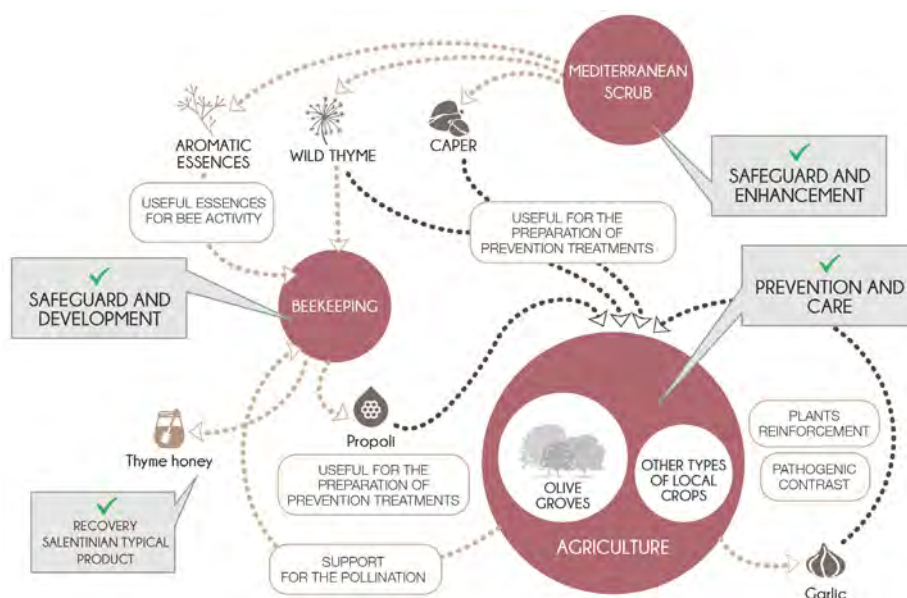 MEDITERRANEAN
SCRUB
AROMATIC
ESSENCES
WILD THYME
CAPER
SAFEGUARD AND
ENHANCEMENT
USEFUL ESSENCES
FOR BEE ACTIVITY
USEFUL FOR THE
PREPARATION OF
PREVENTION TREATMENTS
SAFEGUARD AND
DEVELOPMENT
BEEKEEPING
PREVENTION AND
CARE
Thyme honey
Propoli
USEFUL FOR THE
PREPARATION OF
PREVENTION TREATMENTS
OLIVE
GROVES
OTHER TYPES
OF LOCAL
CROPS
PLANTS
REINFORCEMENT
PATHOGENIC
CONTRAST
RECOVERY
SALENTINIAN TYPICAL
PRODUCT
SUPPORT
FOR THE POLLINATION
AGRICULTURE
Garlic